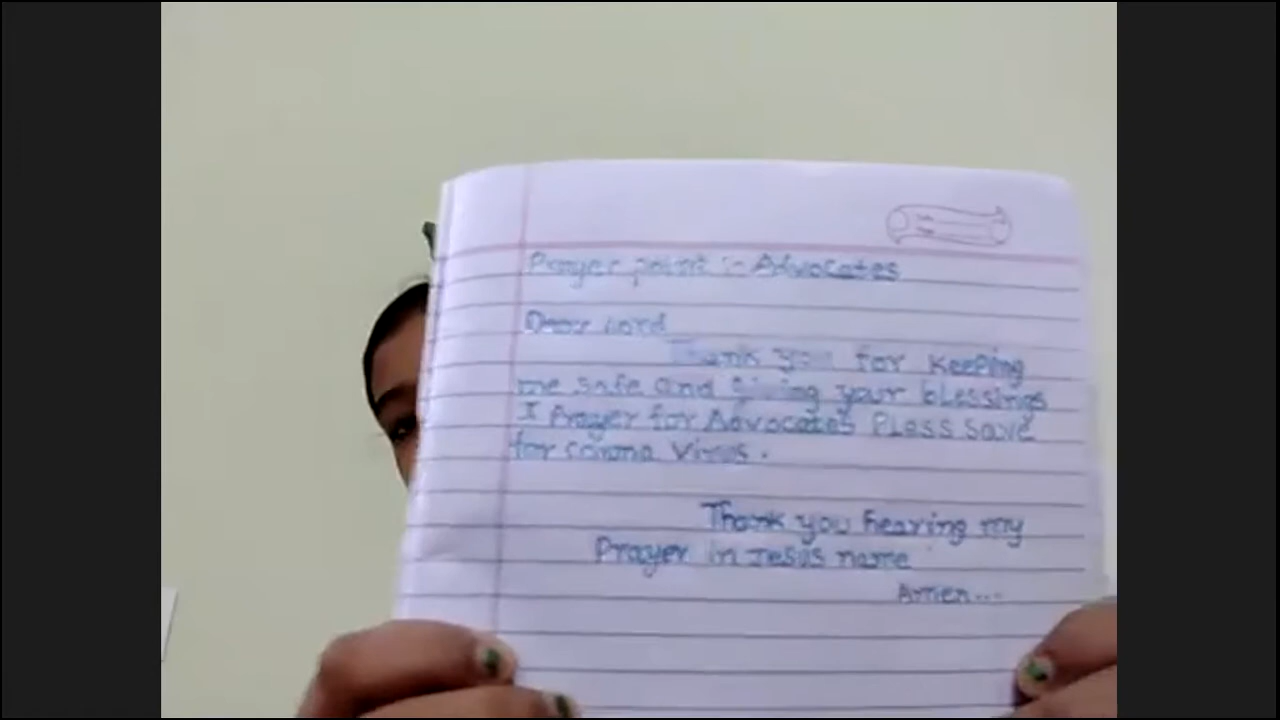 Prayer point :- Advocates
Dear Lord
Thank you for keeping
me safe and giving your blessings
I Prayer for Advocates Pless save
for corona virus.
Thank you hearing my
Prayer in Jesus name
Amen...